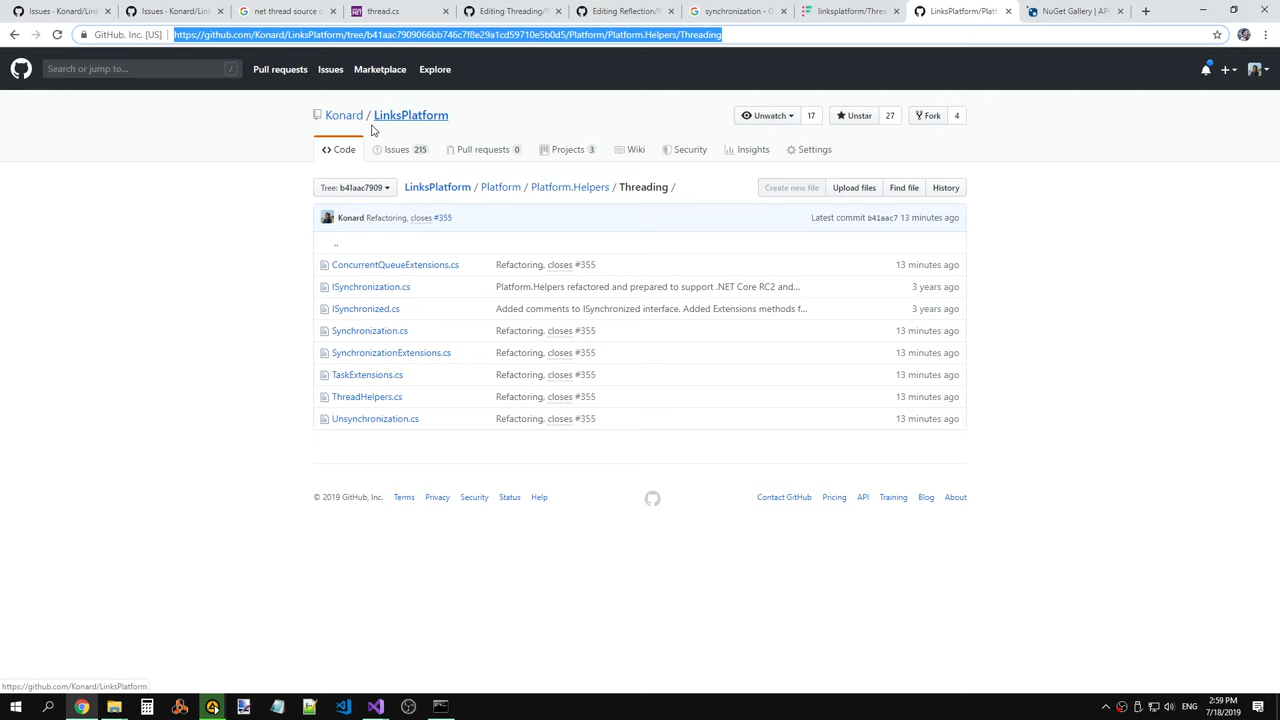 Issues · Konard/Link
Issues · Konard/Link
net thread source c
thread.cs
Editing Threading/
Editing Reflection/R
synchronization - G
linksplatform/Threa
LinksPlatform/Platf
NuGet Gallery | API
GitHub, Inc. [US] https://github.com/Konard/LinksPlatform/tree/b41aac7909066bb746c7f8e29a1cd59710e5b0d5/Platform/Platform.Helpers/Threading
Search or jump to... / Pull requests Issues Marketplace Explore
Konard / LinksPlatform Unwatch 17 Unstar 27 Fork 4
Code Issues 215 Pull requests 0 Projects 3 Wiki Security Insights Settings
Tree: b41aac7909 LinksPlatform / Platform / Platform.Helpers / Threading / Create new file Upload files Find file History
Konard Refactoring, closes #355 Latest commit b41aac7 13 minutes ago
..
ConcurrentQueueExtensions.cs Refactoring, closes #355 13 minutes ago
ISynchronization.cs Platform.Helpers refactored and prepared to support .NET Core RC2 and... 3 years ago
ISynchronized.cs Added comments to ISynchronized interface. Added Extensions methods f... 3 years ago
Synchronization.cs Refactoring, closes #355 13 minutes ago
SynchronizationExtensions.cs Refactoring, closes #355 13 minutes ago
TaskExtensions.cs Refactoring, closes #355 13 minutes ago
ThreadHelpers.cs Refactoring, closes #355 13 minutes ago
Unsynchronization.cs Refactoring, closes #355 13 minutes ago
© 2019 GitHub, Inc. Terms Privacy Security Status Help Contact GitHub Pricing API Training Blog About
https://github.com/Konard/LinksPlatform
ENG 2:59 PM
7/18/2019